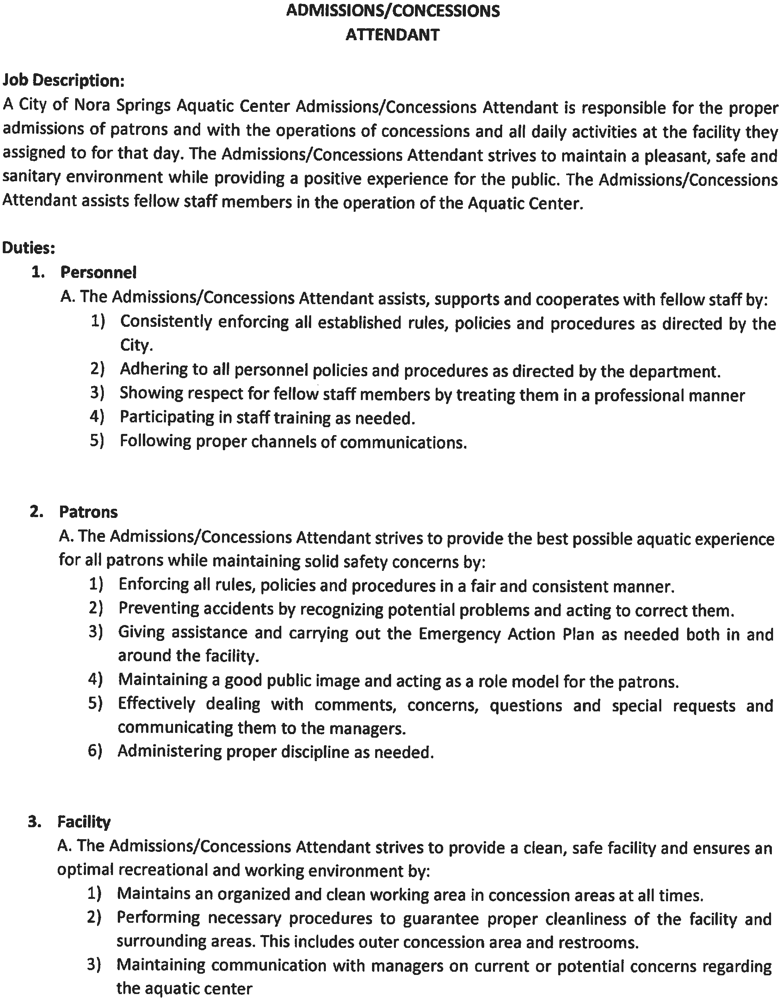 ADMISSIONS/CONCESSIONS
ATTENDANT
Job Description:
A City of Nora Springs Aquatic Center Admissions/Concessions Attendant is responsible for the proper
admissions of patrons and with the operations of concessions and all daily activities at the facility they
assigned to for that day. The Admissions/Concessions Attendant strives to maintain a pleasant, safe and
sanitary environment while providing a positive experience for the public. The Admissions/Concessions
Attendant assists fellow staff members in the operation of the Aquatic Center.
Duties:
1. Personnel
A. The Admissions/Concessions Attendant assists, supports and cooperates with fellow staff by:
1) Consistently enforcing all established rules, policies and procedures as directed by the
City.
2) Adhering to all personnel policies and procedures as directed by the department.
3) Showing respect for fellow staff members by treating them in a professional manner
4) Participating in staff training as needed.
5) Following proper channels of communications.
2. Patrons
A. The Admissions/Concessions Attendant strives to provide the best possible aquatic experience
for all patrons while maintaining solid safety concerns by:
1) Enforcing all rules, policies and procedures in a fair and consistent manner.
2) Preventing accidents by recognizing potential problems and acting to correct them.
3) Giving assistance and carrying out the Emergency Action Plan as needed both in and
around the facility.
4) Maintaining a good public image and acting as a role model for the patrons.
5) Effectively dealing with comments, concerns, questions and special requests and
communicating them to the managers.
6) Administering proper discipline as needed.
3. Facility
A. The Admissions/Concessions Attendant strives to provide a clean, safe facility and ensures an
optimal recreational and working environment by:
1) Maintains an organized and clean working area in concession areas at all times.
2) Performing necessary procedures to guarantee proper cleanliness of the facility and
surrounding areas. This includes outer concession area and restrooms.
3) Maintaining communication with managers on current or potential concerns regarding
the aquatic center